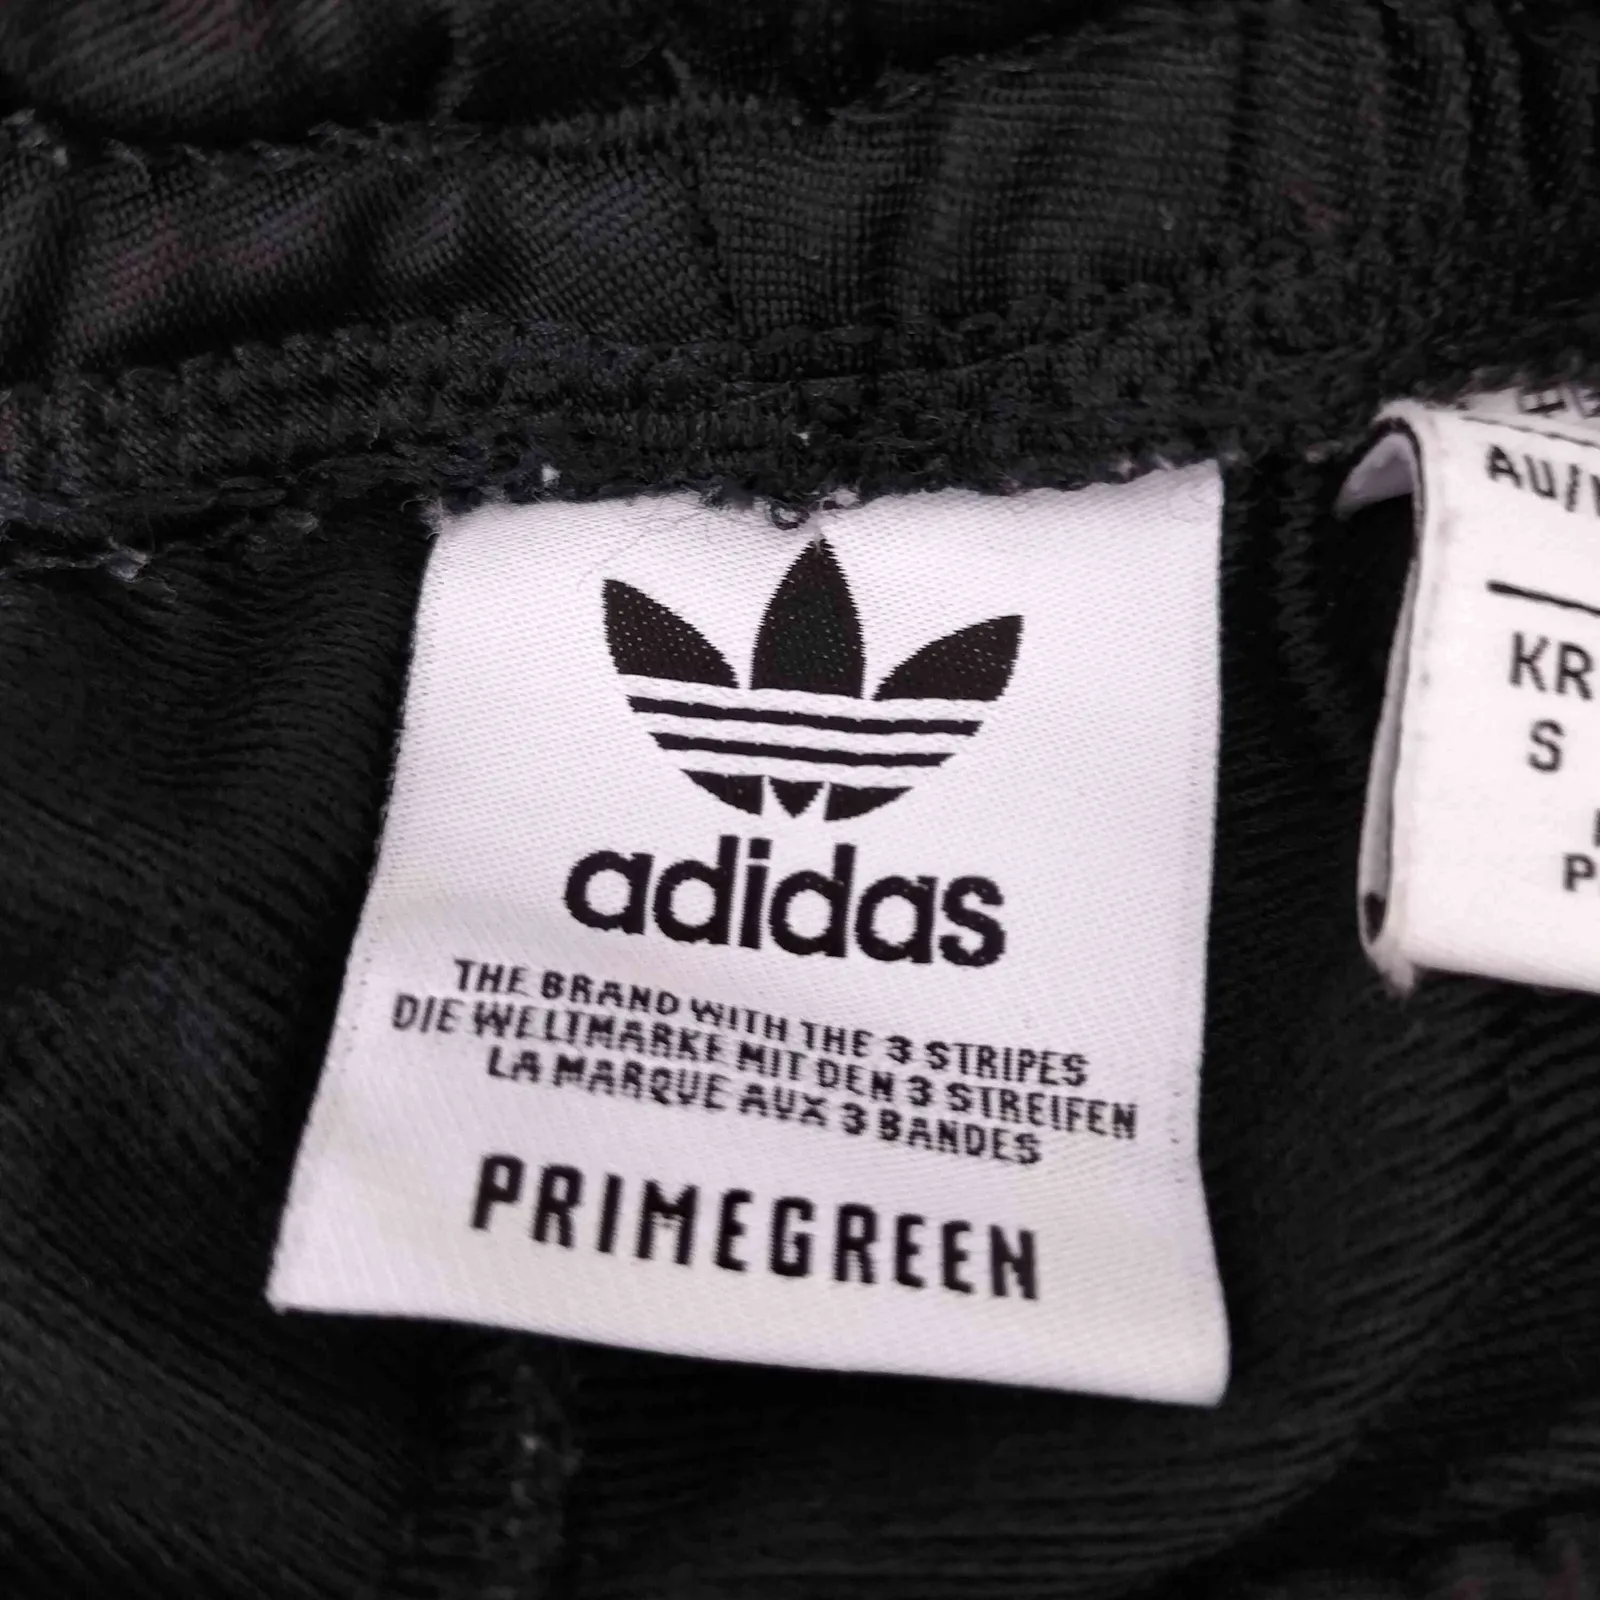 adidas
THE BRAND WITH THE 3 STRIPES
DIE WELTMARKE MIT DEN 3 STREIFEN
LA MARQUE AUX 3 BANDES
PRIMEGREEN
AU/
KR
S